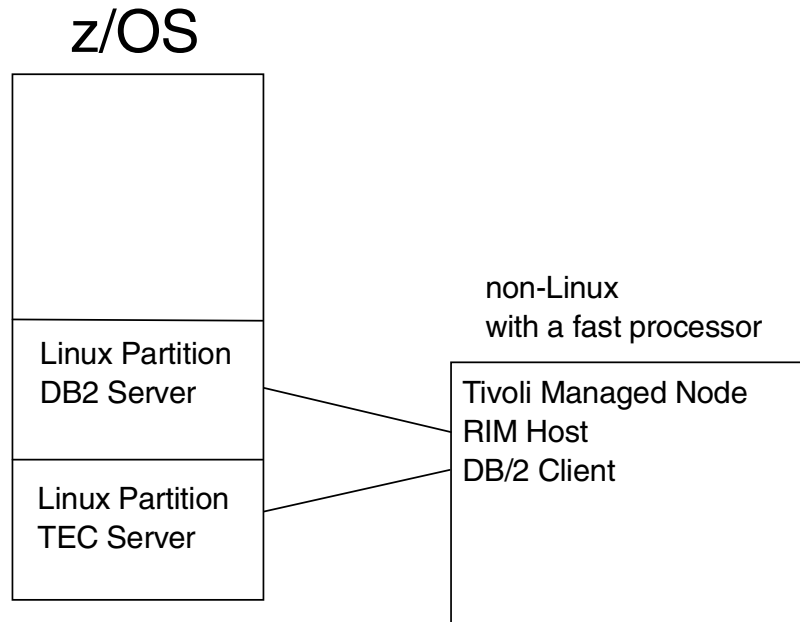 z/OS
Linux Partition
DB2 Server
Linux Partition
TEC Server
non-Linux
with a fast processor
Tivoli Managed Node
RIM Host
DB/2 Client